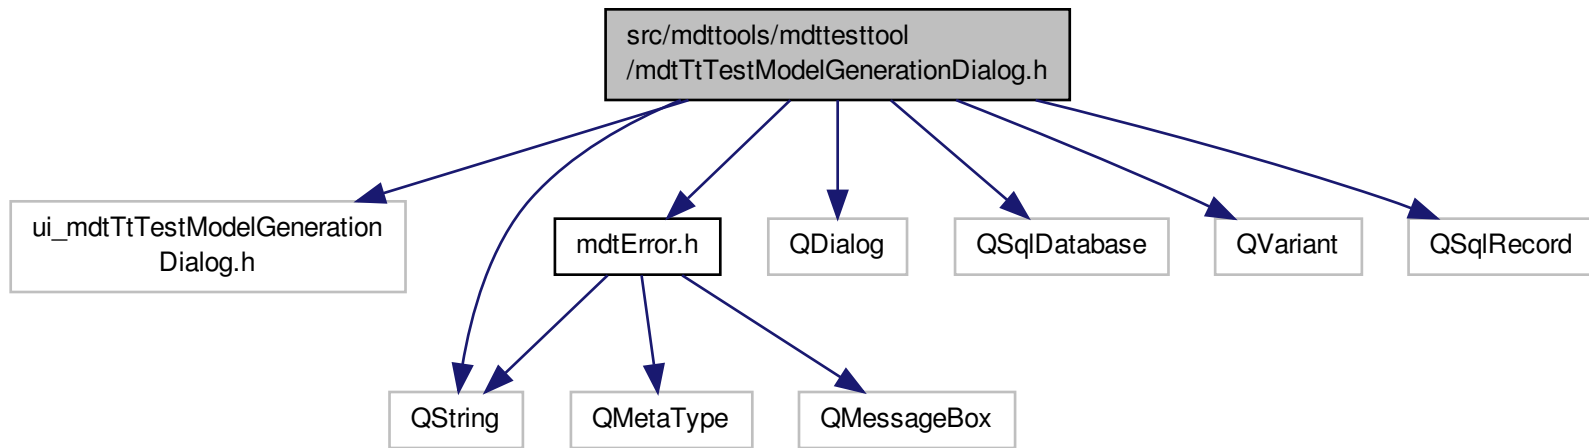 src/mdttools/mdttesttool
/mdtTtTestModelGenerationDialog.h
ui_mdtTtTestModelGeneration
Dialog.h
mdtError.h
QDialog
QSqlDatabase
QVariant
QSqlRecord
QString
QMetaType
QMessageBox